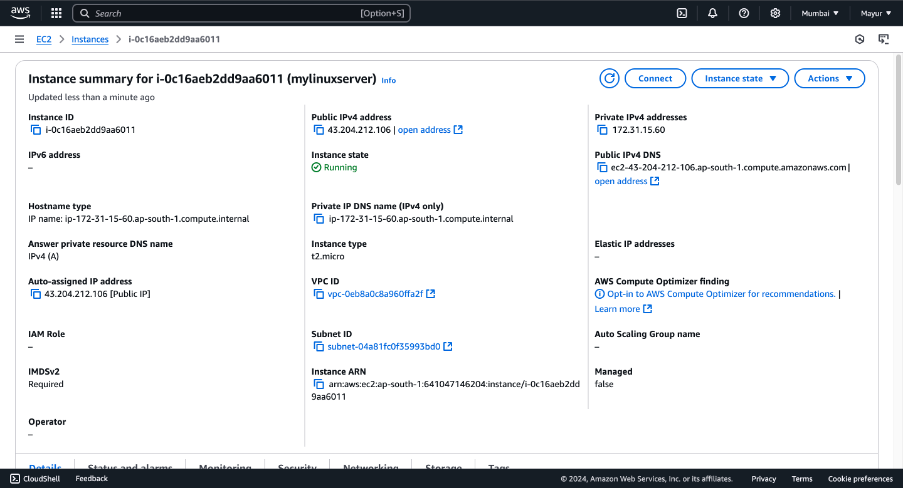 aws
Search [Option+S]
Mumbai ▼ Mayur ▼
EC2 > Instances > i-0c16aeb2dd9aa6011
Instance summary for i-0c16aeb2dd9aa6011 (mylinuxserver) Info
Connect Instance state ▼ Actions ▼
Updated less than a minute ago
Instance ID
i-0c16aeb2dd9aa6011
Public IPv4 address
43.204.212.106 | open address
Private IPv4 addresses
172.31.15.60
IPv6 address
–
Instance state
Running
Public IPv4 DNS
ec2-43-204-212-106.ap-south-1.compute.amazonaws.com |
open address
Hostname type
IP name: ip-172-31-15-60.ap-south-1.compute.internal
Private IP DNS name (IPv4 only)
ip-172-31-15-60.ap-south-1.compute.internal
Answer private resource DNS name
IPv4 (A)
Instance type
t2.micro
Elastic IP addresses
–
Auto-assigned IP address
43.204.212.106 [Public IP]
VPC ID
vpc-0eb8a0c8a960ffa2f
AWS Compute Optimizer finding
Opt-in to AWS Compute Optimizer for recommendations. |
Learn more
IAM Role
–
Subnet ID
subnet-04a81fc0f35993bd0
Auto Scaling Group name
–
IMDSv2
Required
Instance ARN
arn:aws:ec2:ap-south-1:641047146204:instance/i-0c16aeb2dd
9aa6011
Managed
false
Operator
–
Details Status and alarms Monitoring Security Networking Storage Tags
CloudShell Feedback © 2024, Amazon Web Services, Inc. or its affiliates. Privacy Terms Cookie preferences